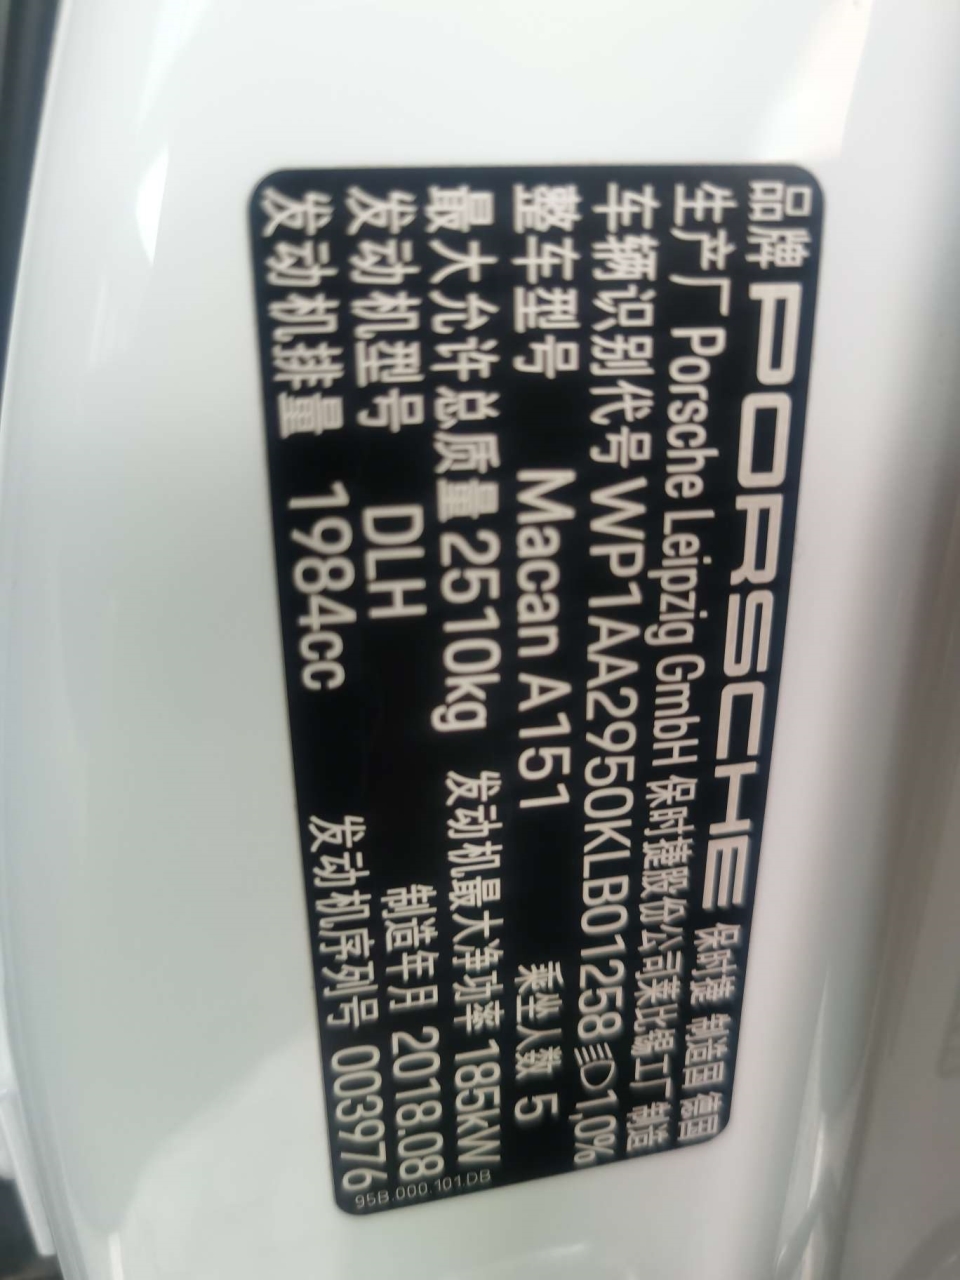 品牌 PORSCHE 保时捷 制造国 德国
生产厂 Porsche Leipzig GmbH 保时捷股份公司莱比锡工厂 制造
车辆识别代号 WP1AA2950KLB01258 1,0%
整车型号 Macan A151 乘坐人数 5
最大允许总质量 2510kg 发动机最大净功率 185kW
发动机型号 DLH 制造年月 2018.08
发动机排量 1984cc 发动机序列号 003976
95B.000.101.DB